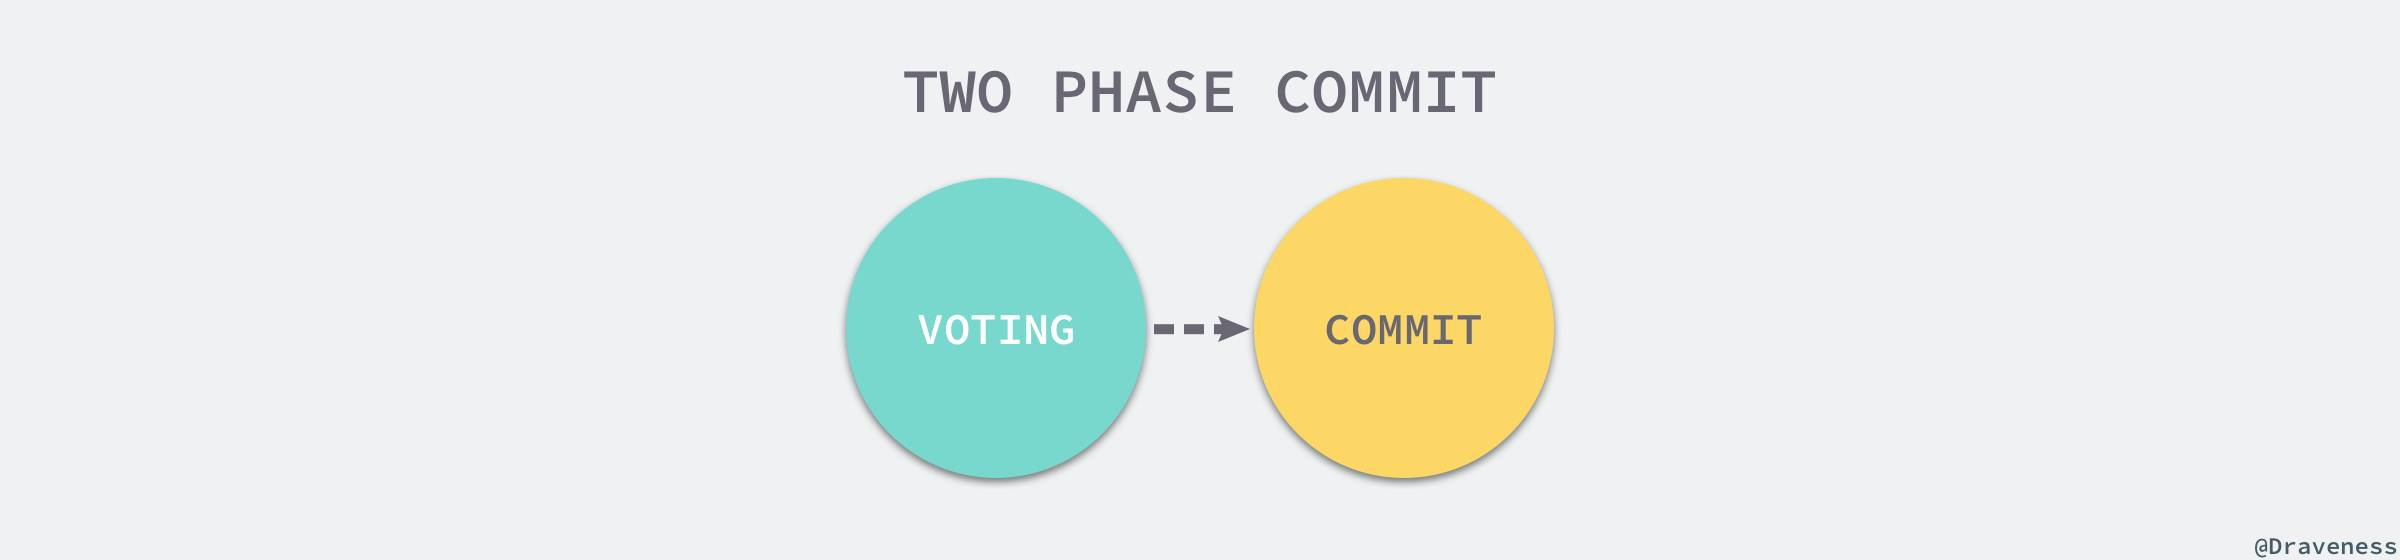 TWO PHASE COMMIT
VOTING
COMMIT
@Draveness